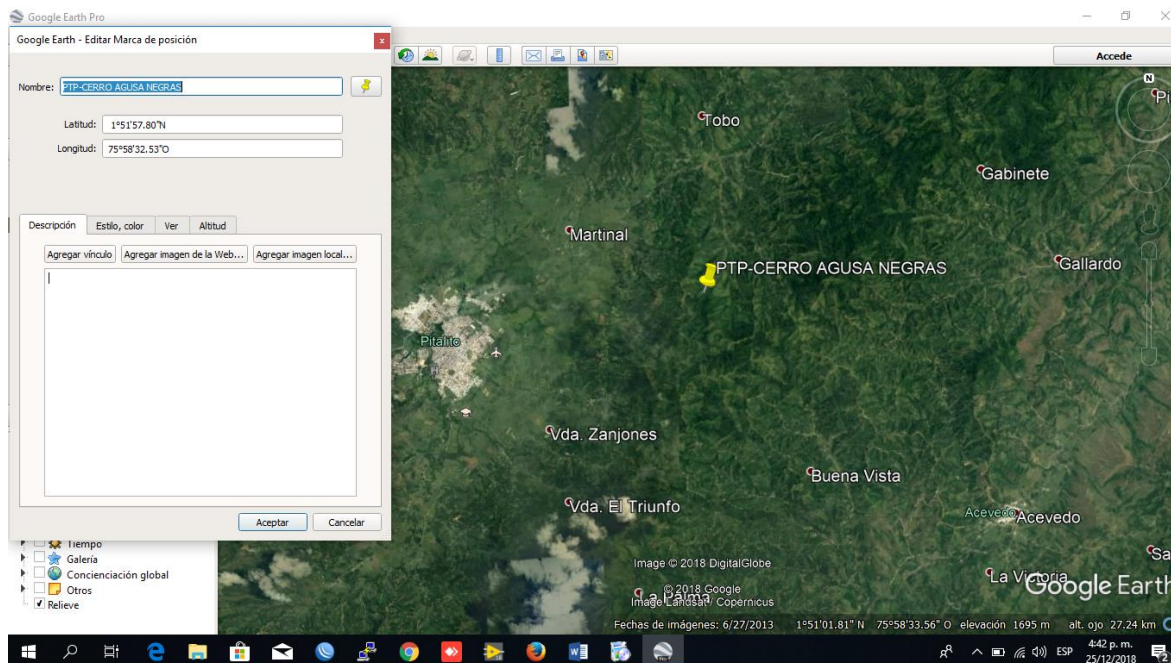 Google Earth Pro
Google Earth - Editar Marca de posición
x
Nombre: PTP-CERRO AGUSA NEGRAS
Latitud: 1°51'57.80"N
Longitud: 75°58'32.53"O
Descripción Estilo, color Ver Altitud
Agregar vínculo Agregar imagen de la Web... Agregar imagen local...
Aceptar Cancelar
Tiempo
Galería
Concienciación global
Otros
Relieve
Accede
N
Tobo
Gabinete
Martinal
PTP-CERRO AGUSA NEGRAS
Gallardo
Pitalito
Vda. Zanjones
Buena Vista
Vda. El Triunfo
Acevedo
Acevedo
La Victoria
La Palma
Image © 2018 DigitalGlobe
© 2018 Google
Image Landsat / Copernicus
Google Earth
Fechas de imágenes: 6/27/2013 1°51'01.81" N 75°58'33.56" O elevación 1695 m alt. ojo 27.24 km
ESP
4:42 p. m.
25/12/2018